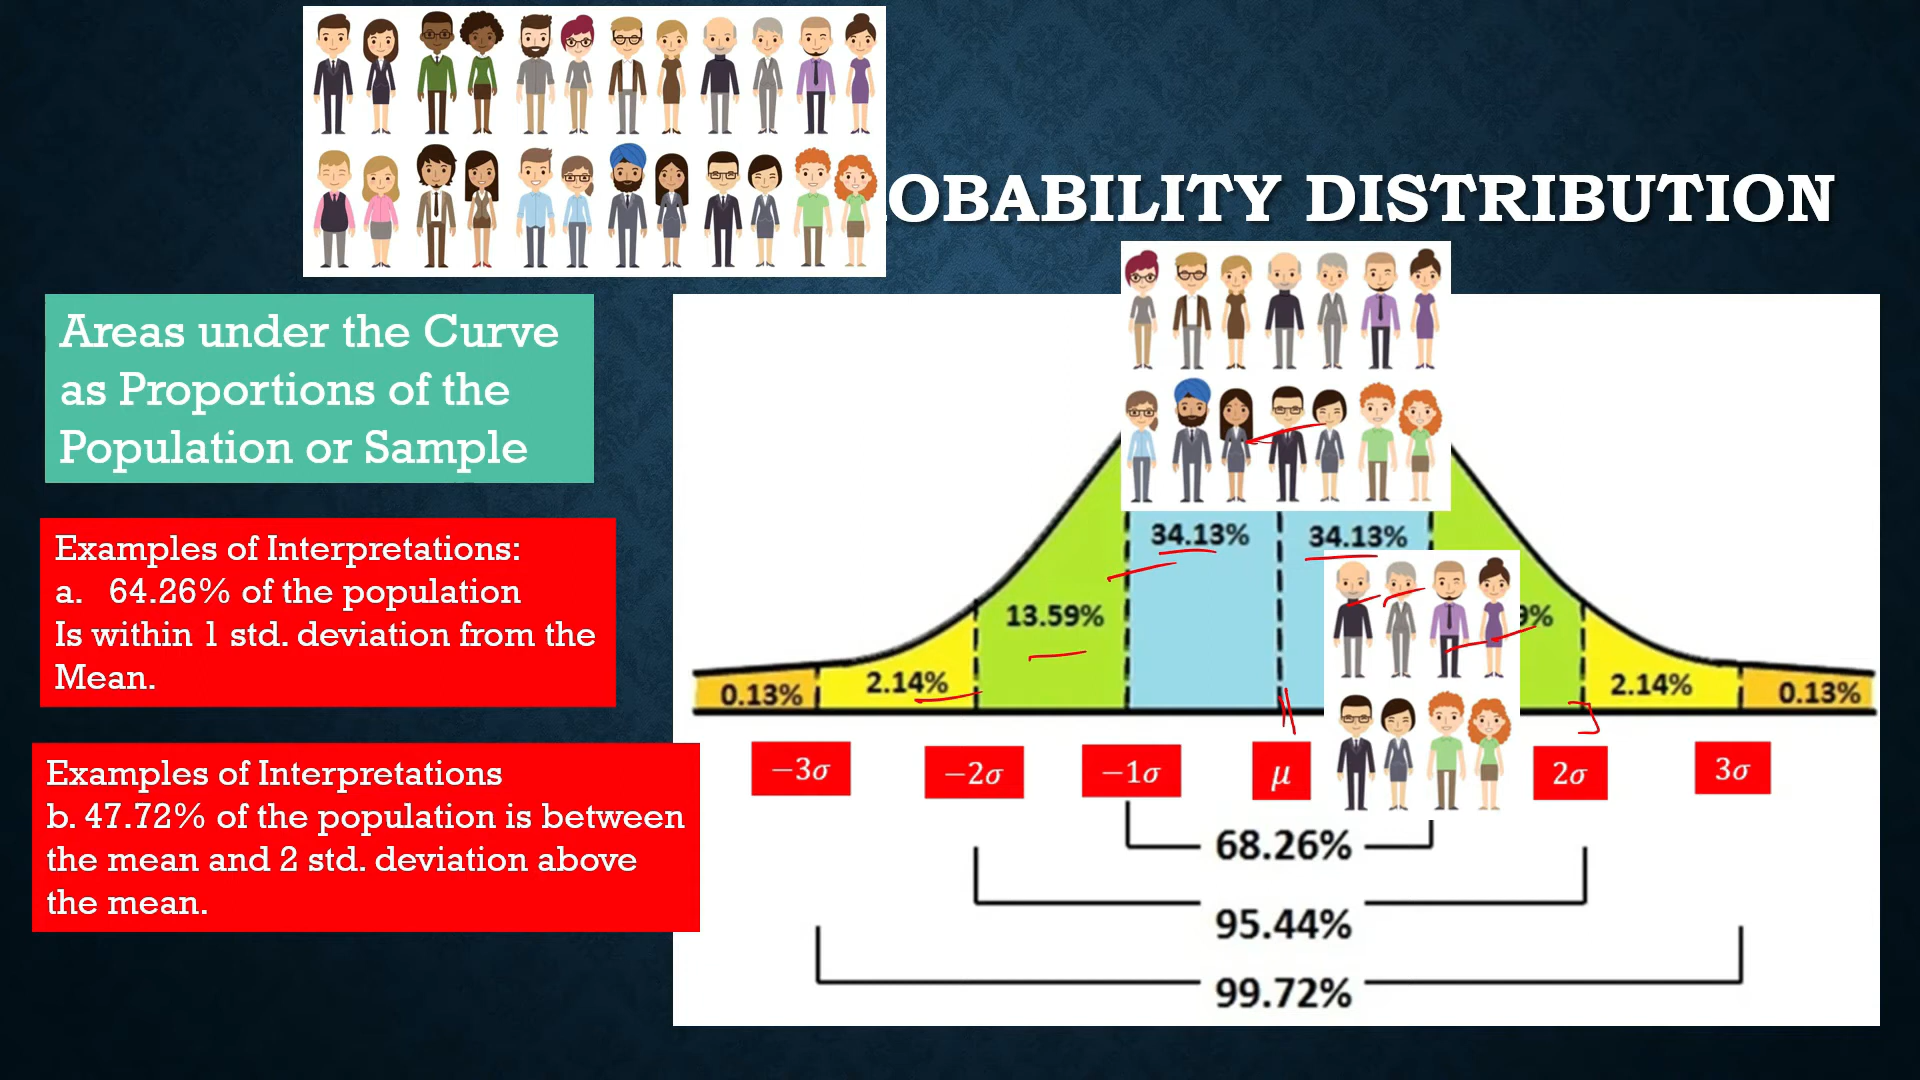 OBABILITY DISTRIBUTION
Areas under the Curve
as Proportions of the
Population or Sample
Examples of Interpretations:
a. 64.26% of the population
Is within 1 std. deviation from the
Mean.
Examples of Interpretations
b. 47.72% of the population is between
the mean and 2 std. deviation above
the mean.
34.13% 34.13%
13.59% 9%
0.13% 2.14% 2.14% 0.13%
−3σ −2σ −1σ μ 2σ 3σ
68.26%
95.44%
99.72%